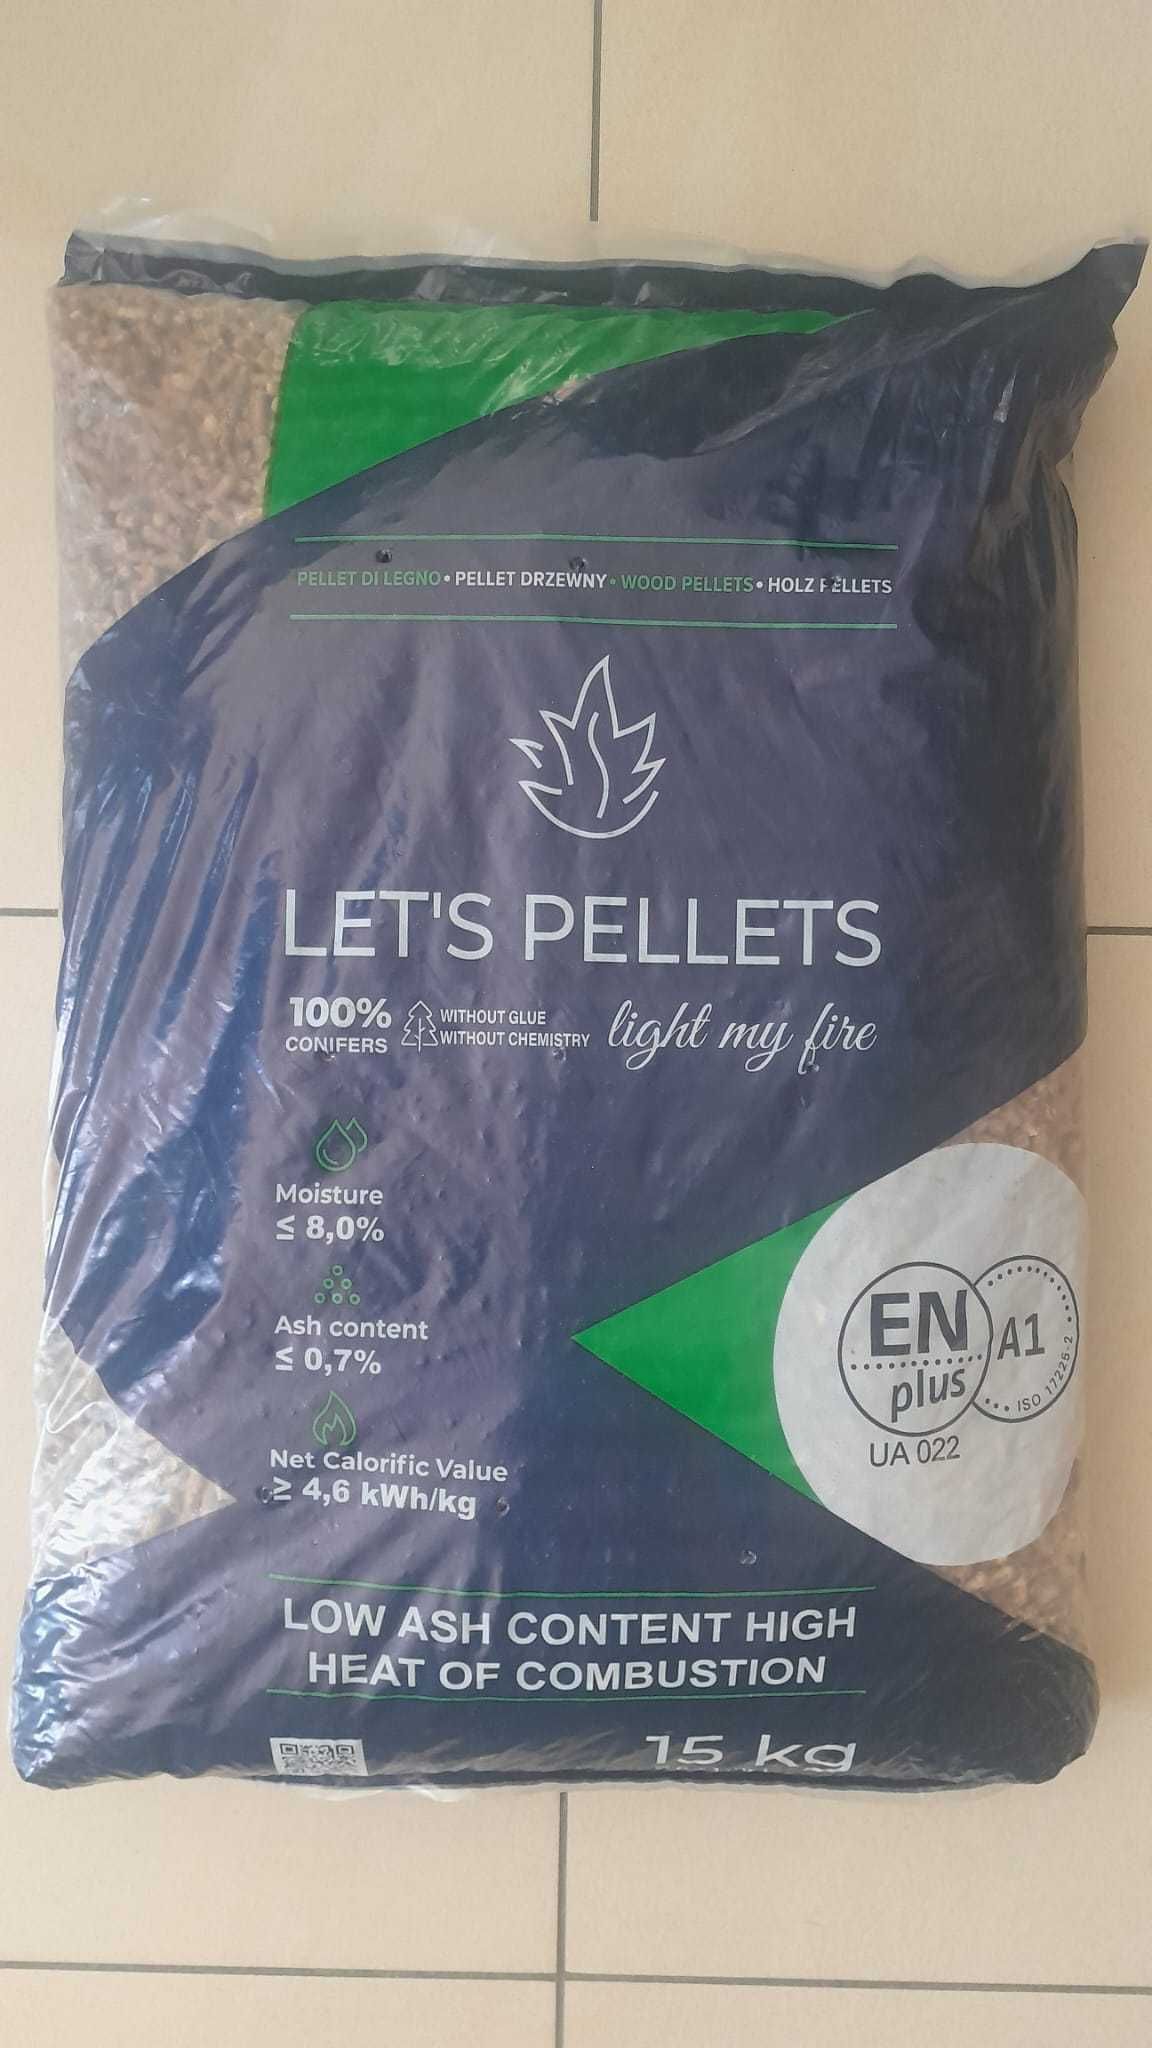 PELLET DI LEGNO • PELLET DRZEWNY • WOOD PELLETS • HOLZ PELLETS
LET'S PELLETS
100%
CONIFERS
WITHOUT GLUE
WITHOUT CHEMISTRY
light my fire
Moisture
≤ 8,0%
Ash content
≤ 0,7%
Net Calorific Value
≥ 4,6 kWh/kg
EN
plus
A1
ISO 17225-2
UA 022
LOW ASH CONTENT HIGH
HEAT OF COMBUSTION
15 kg